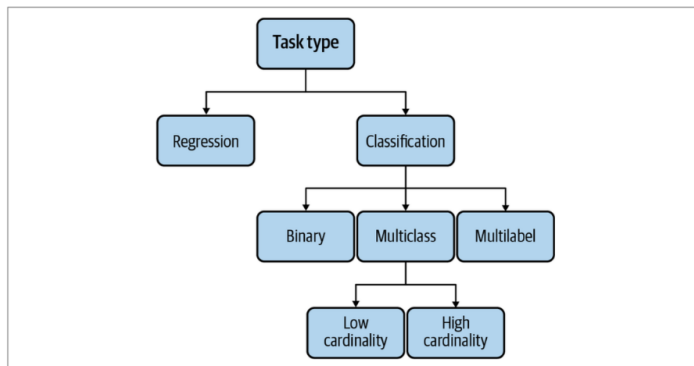 Task type
Regression
Classification
Binary
Multiclass
Multilabel
Low
cardinality
High
cardinality